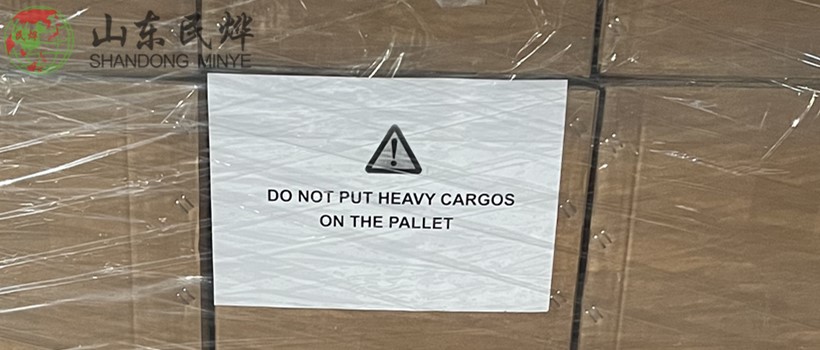 山东民烨
SHANDONG MINYE
DO NOT PUT HEAVY CARGOS
ON THE PALLET